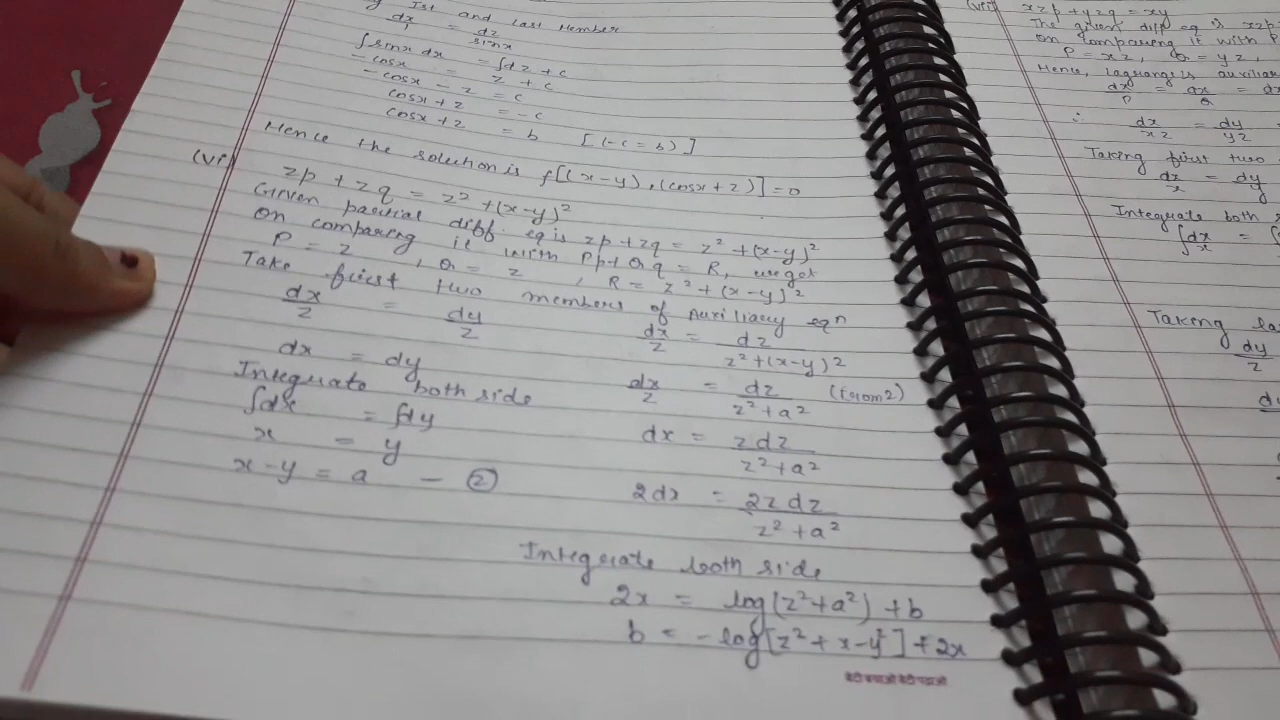 Ist and last Member
dx/1 = dz/sinx
∫sinx dx = ∫dz + c
-cosx = z + c
-cosx - z = c
cosx + z = -c
cosx + z = b [(-c = b)]
Hence the solution is f[(x-y), (cosx + z)] = 0
(vi) zp + zq = z² + (x-y)²
Given partial diff. eq is zp + zq = z² + (x-y)²
on comparing it with Pp + Qq = R, we get
P = z, Q = z, R = z² + (x-y)²
Take first two members of Auxiliary eqn
dx/z = dy/z
dx = dy
Integrate both side
∫dx = ∫dy
x = y
x-y = a — ②
dx/z = dz/z²+(x-y)2
dx/z = dz/z²+a² (from2)
dx = zdz/z²+a²
2dx = 2z dz/z²+a²
Integrate both side
2x = log(z²+a²) + b
b = -log[z² + x-y²] + 2x
बेटी बचाओ बेटी पढ़ाओ
(vii) xzp + yzq = xy
The given diff eq is xzp
on comparing it with P
P = xz, Q = yz,
Hence, Lagrange's auxiliar
dx/P = dx/Q =
∴ dx/xz = dy/yz
Taking first two
dx/x = dy/y
Integrate both
∫dx/x =
Taking la
dy/z